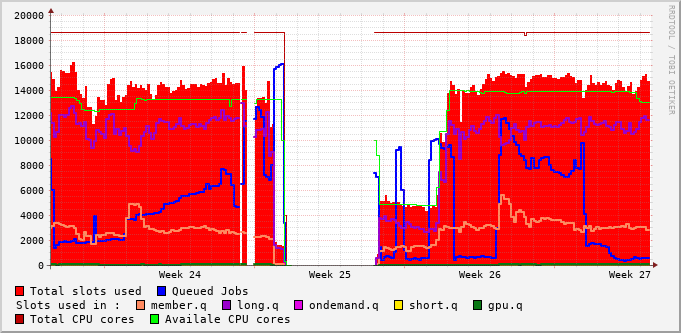 20000
18000
16000
14000
12000
10000
8000
6000
4000
2000
0
Week 24 Week 25 Week 26 Week 27
Total slots used Queued Jobs
Slots used in : member.q long.q ondemand.q short.q gpu.q
Total CPU cores Availale CPU cores
RRDTOOL / TOBI OETIKER